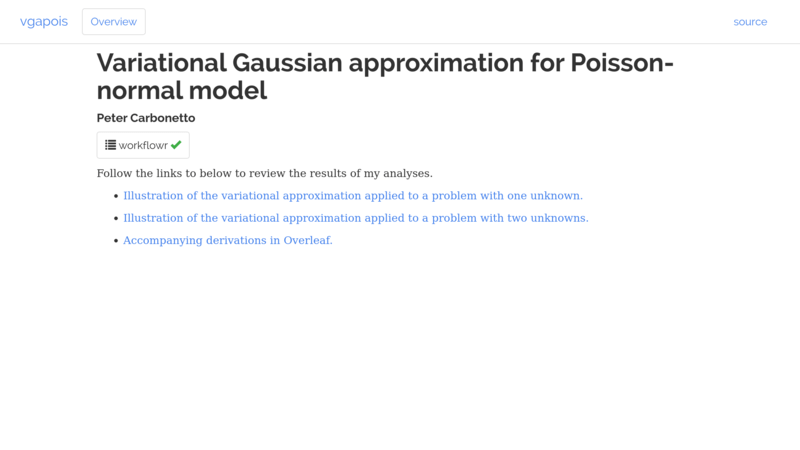 vgapois Overview source
Variational Gaussian approximation for Poisson-
normal model
Peter Carbonetto
workflowr
Follow the links to below to review the results of my analyses.
Illustration of the variational approximation applied to a problem with one unknown.
Illustration of the variational approximation applied to a problem with two unknowns.
Accompanying derivations in Overleaf.